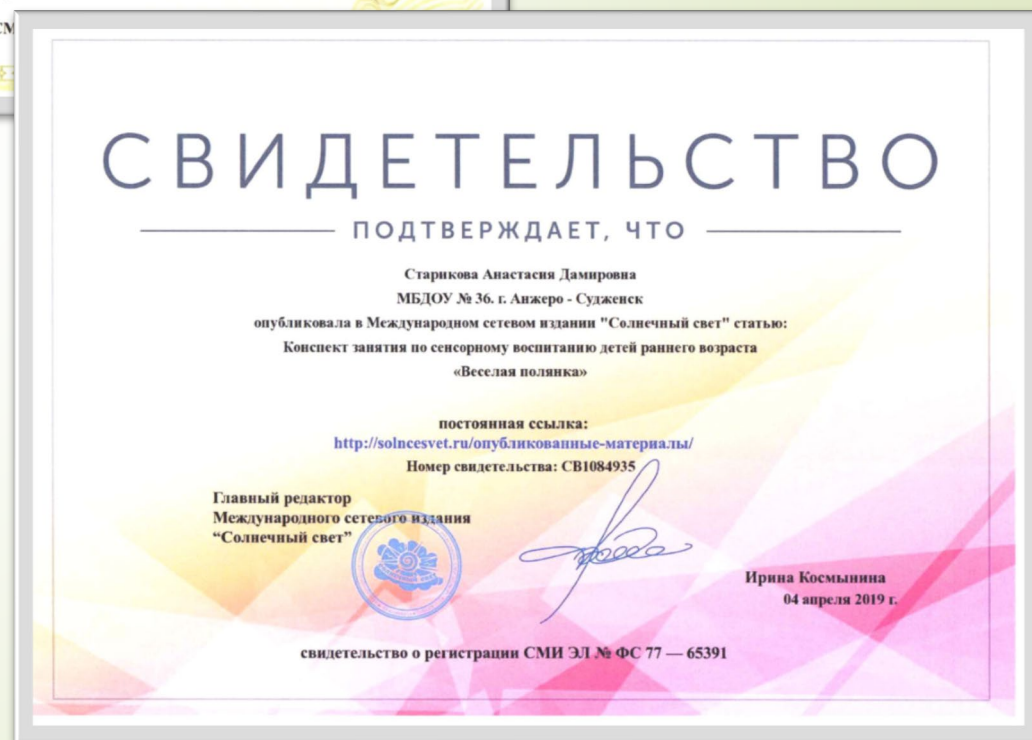 СВИДЕТЕЛЬСТВО
ПОДТВЕРЖДАЕТ, ЧТО
Старикова Анастасия Дамировна
МБДОУ № 36. г. Анжеро - Судженск
опубликовала в Международном сетевом издании "Солнечный свет" статью:
Конспект занятия по сенсорному воспитанию детей раннего возраста
«Веселая полянка»
постоянная ссылка:
http://solncesvet.ru/опубликованные-материалы/
Номер свидетельства: СВ1084935
Главный редактор
Международного сетевого издания
“Солнечный свет”
Ирина Космынина
04 апреля 2019 г.
свидетельство о регистрации СМИ ЭЛ № ФС 77 — 65391